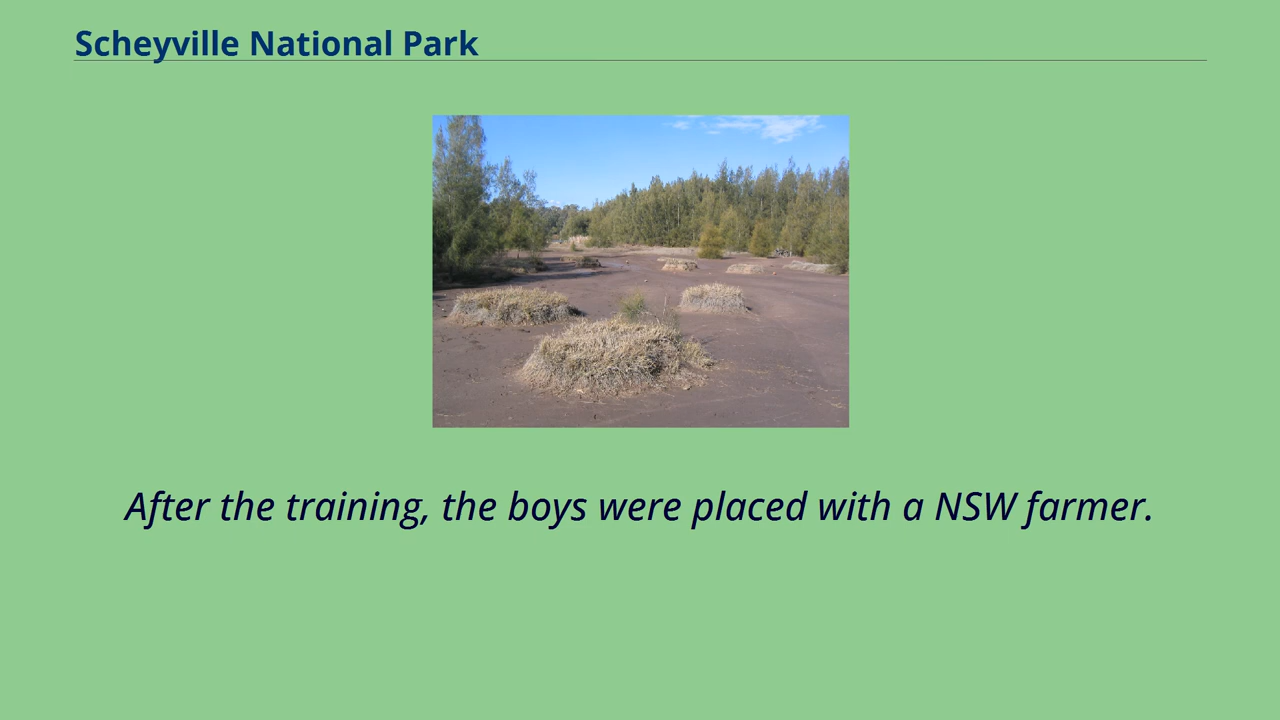 Scheyville National Park
After the training, the boys were placed with a NSW farmer.